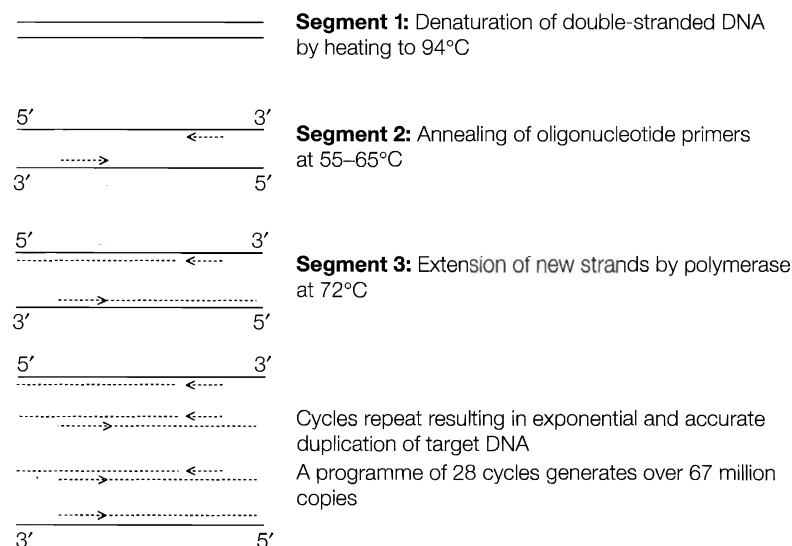 Segment 1: Denaturation of double-stranded DNA
by heating to 94°C
5′ 3′
Segment 2: Annealing of oligonucleotide primers
at 55–65°C
3′ 5′
5′ 3′
Segment 3: Extension of new strands by polymerase
at 72°C
3′ 5′
5′ 3′
Cycles repeat resulting in exponential and accurate
duplication of target DNA
A programme of 28 cycles generates over 67 million
copies
3′ 5′